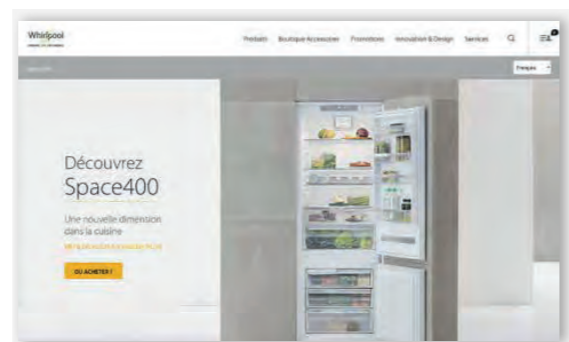 Whirlpool
Produits Boutique Accessoires Promotions Innovation & Design Services
Français
Découvrez
Space400
Une nouvelle dimension
dans la cuisine
OÙ ACHETER ?